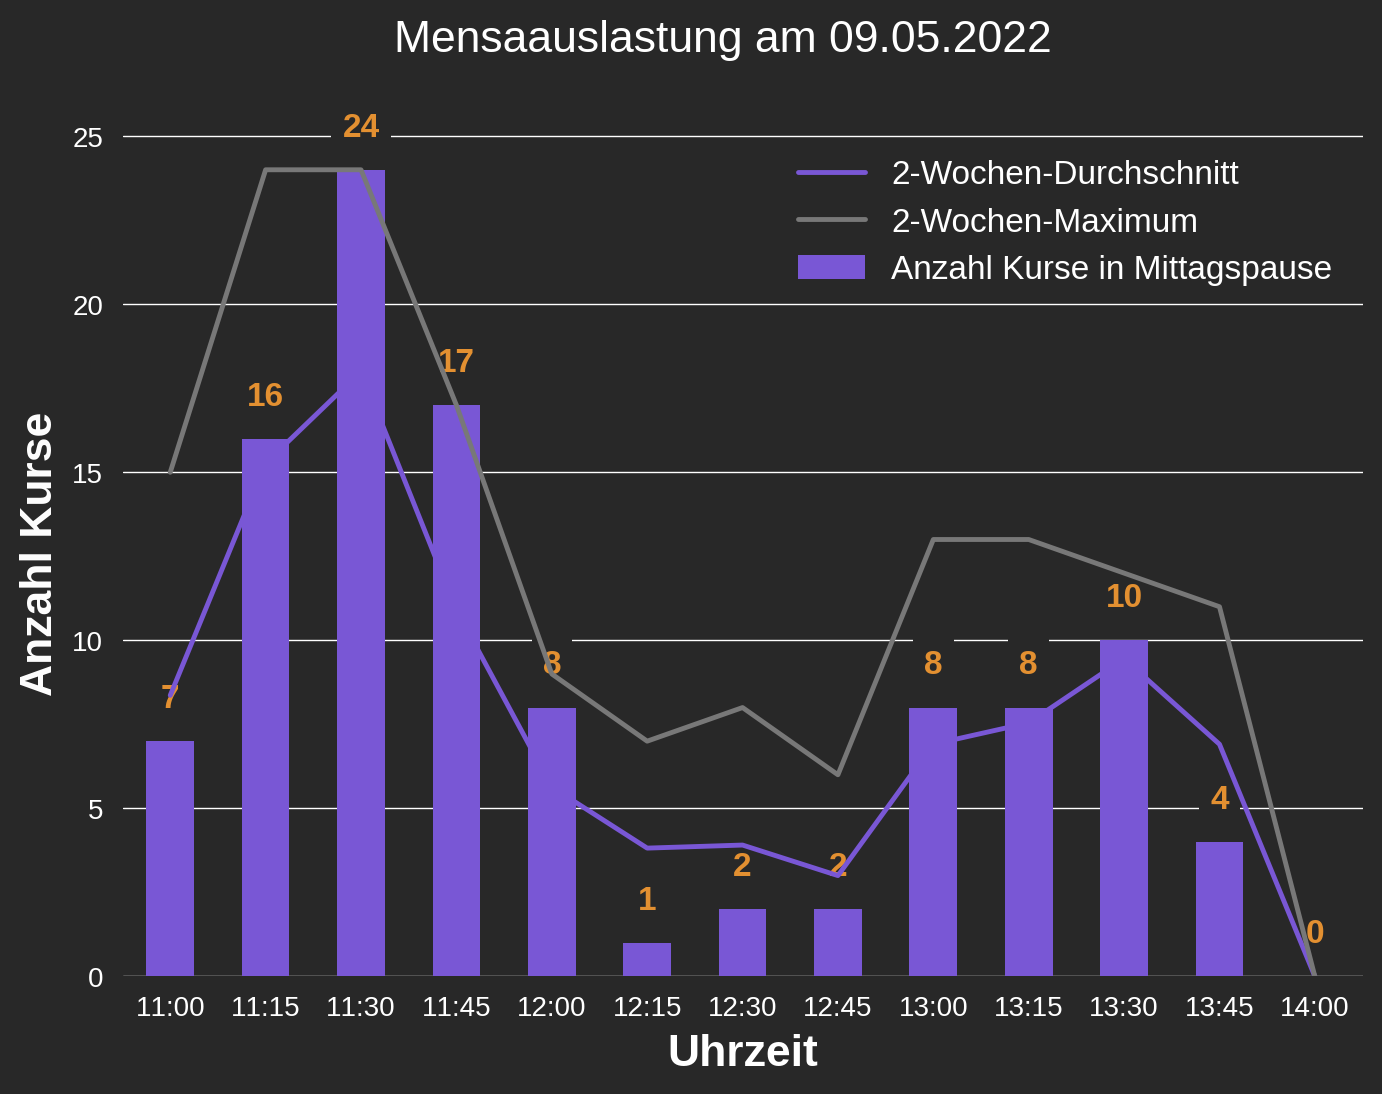 Mensaauslastung am 09.05.2022
2-Wochen-Durchschnitt
2-Wochen-Maximum
Anzahl Kurse in Mittagspause
Anzahl Kurse
25
20
15
10
5
0
7
16
24
17
8
1
2
2
8
8
10
4
0
11:00 11:15 11:30 11:45 12:00 12:15 12:30 12:45 13:00 13:15 13:30 13:45 14:00
Uhrzeit